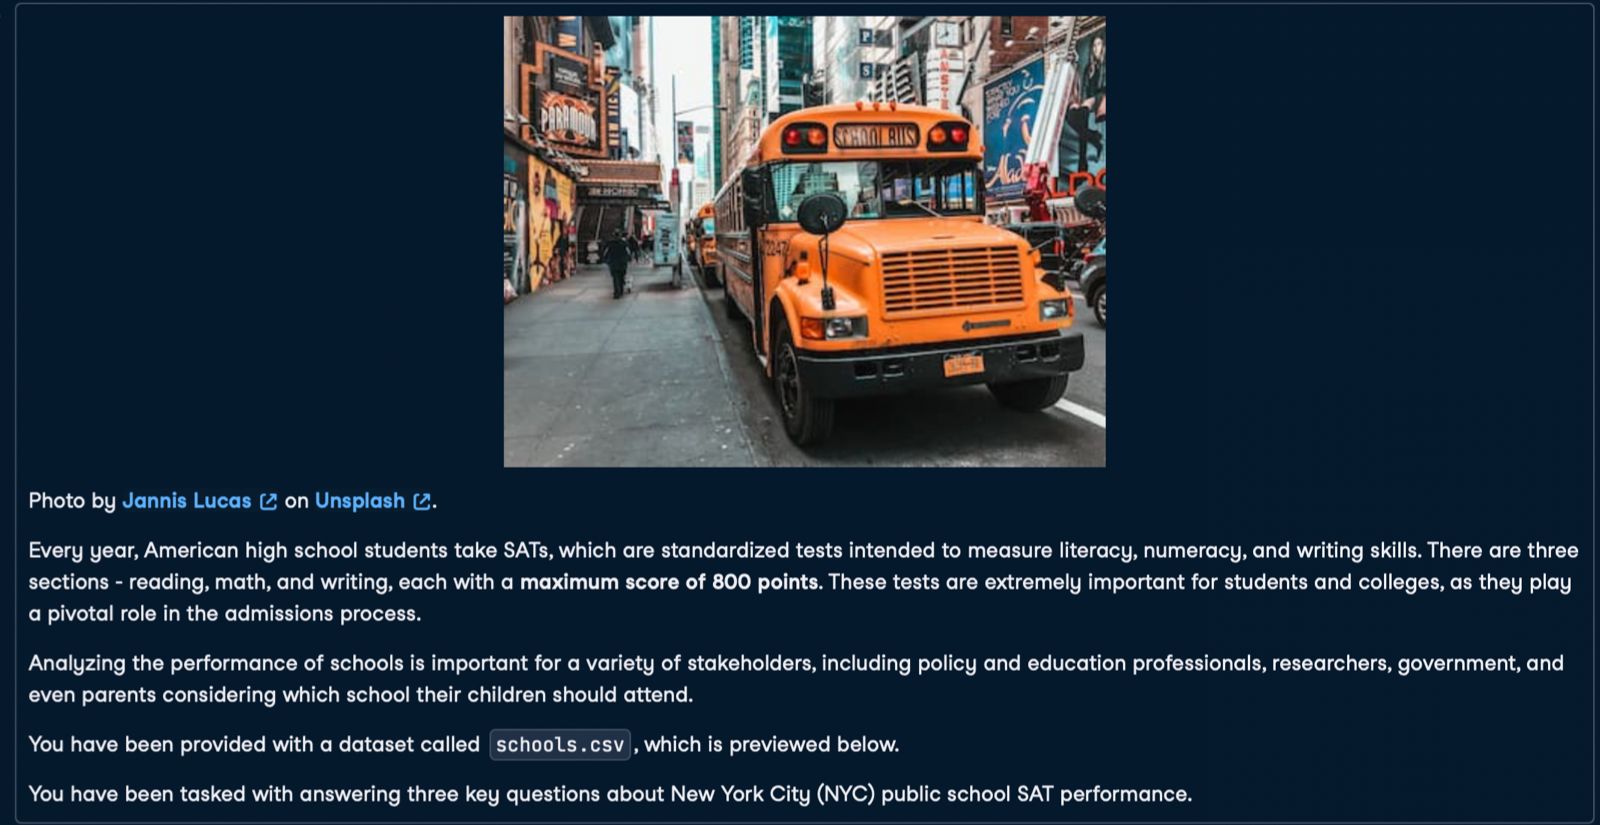 PARAMOUNT
P
S
SCHOOL BUS
Photo by Jannis Lucas on Unsplash.
Every year, American high school students take SATs, which are standardized tests intended to measure literacy, numeracy, and writing skills. There are three
sections - reading, math, and writing, each with a maximum score of 800 points. These tests are extremely important for students and colleges, as they play
a pivotal role in the admissions process.
Analyzing the performance of schools is important for a variety of stakeholders, including policy and education professionals, researchers, government, and
even parents considering which school their children should attend.
You have been provided with a dataset called schools.csv, which is previewed below.
You have been tasked with answering three key questions about New York City (NYC) public school SAT performance.